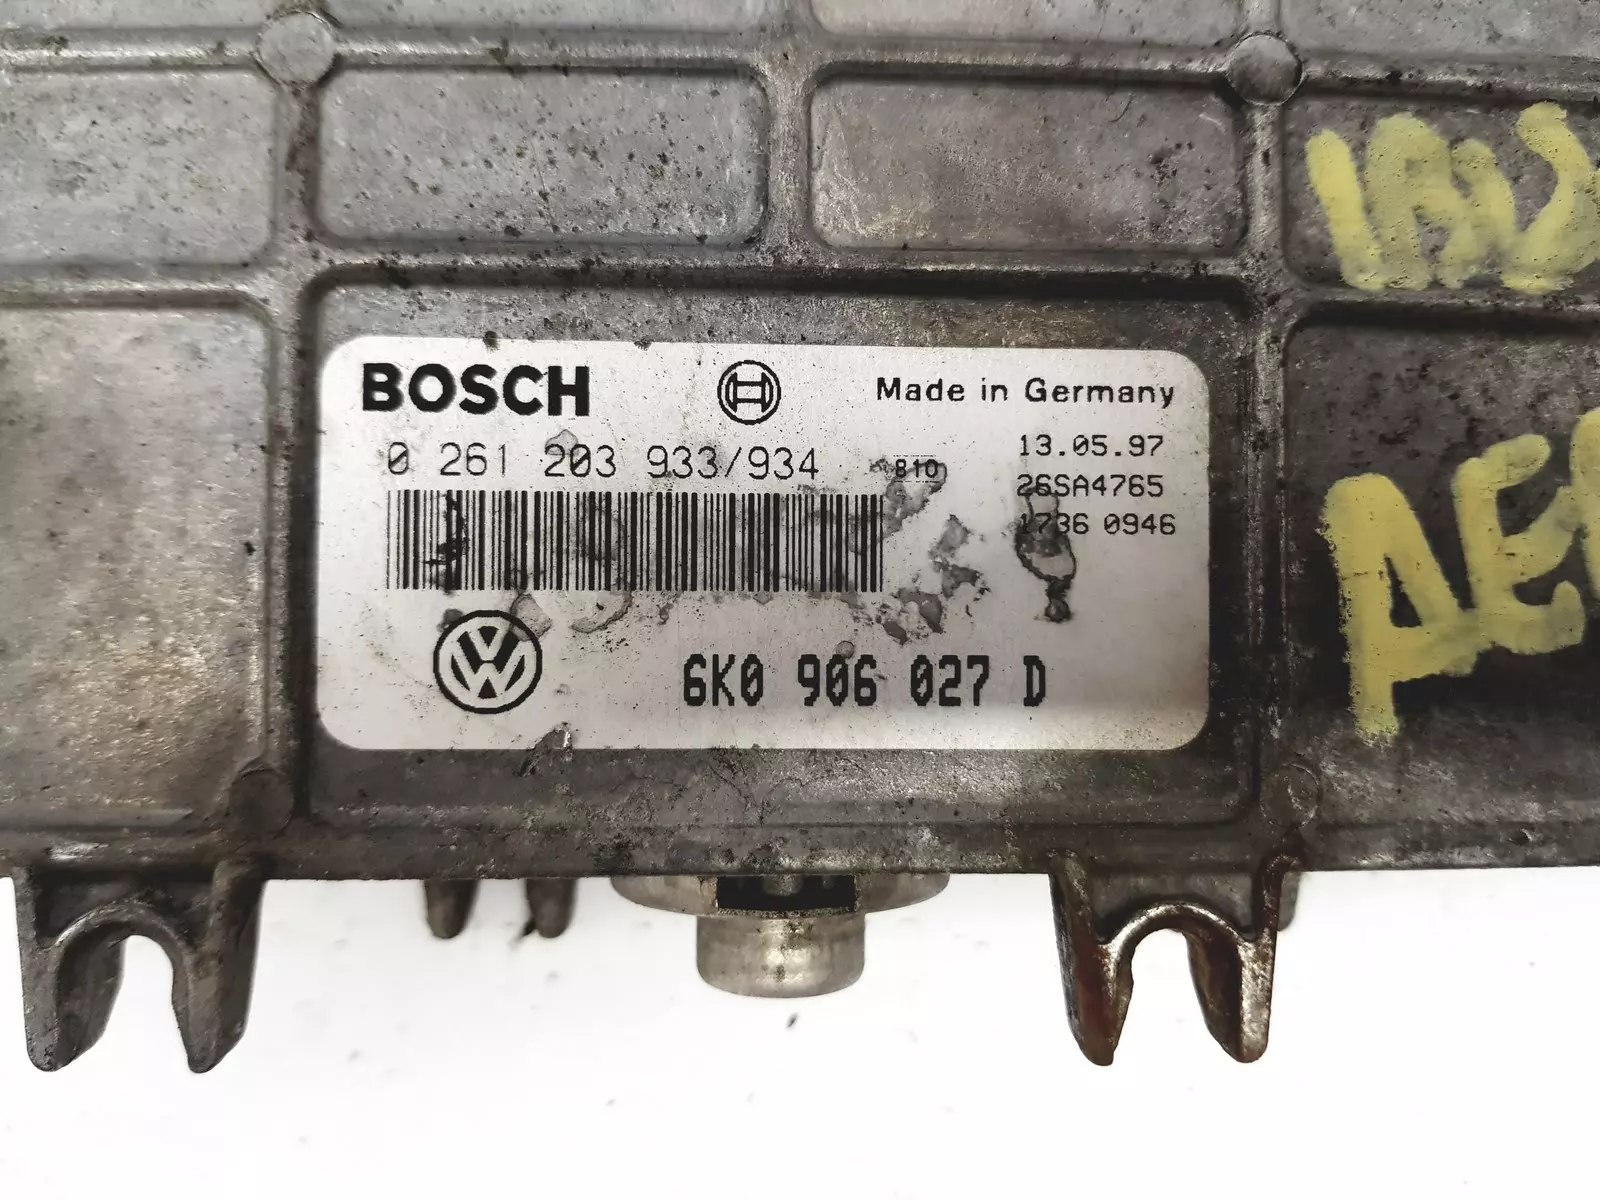 BOSCH
Made in Germany
0 261 203 933/934
810
13.05.97
26SA4765
1736 0946
6K0 906 027 D